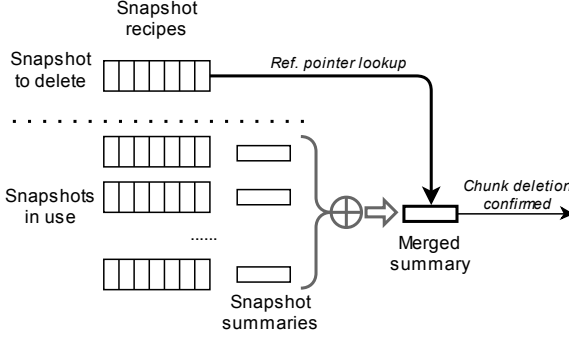 Snapshot
recipes
Snapshot
to delete
Ref. pointer lookup
Snapshots
in use
......
Chunk deletion
confirmed
Merged
summary
Snapshot
summaries